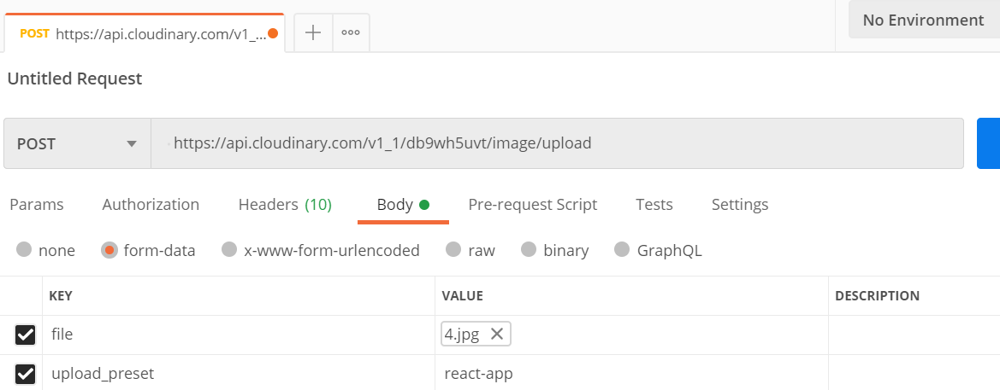 POST https://api.cloudinary.com/v1_...
No Environment
Untitled Request
POST https://api.cloudinary.com/v1_1/db9wh5uvt/image/upload
Params Authorization Headers (10) Body Pre-request Script Tests Settings
none form-data x-www-form-urlencoded raw binary GraphQL
KEY VALUE DESCRIPTION
file 4.jpg
upload_preset react-app